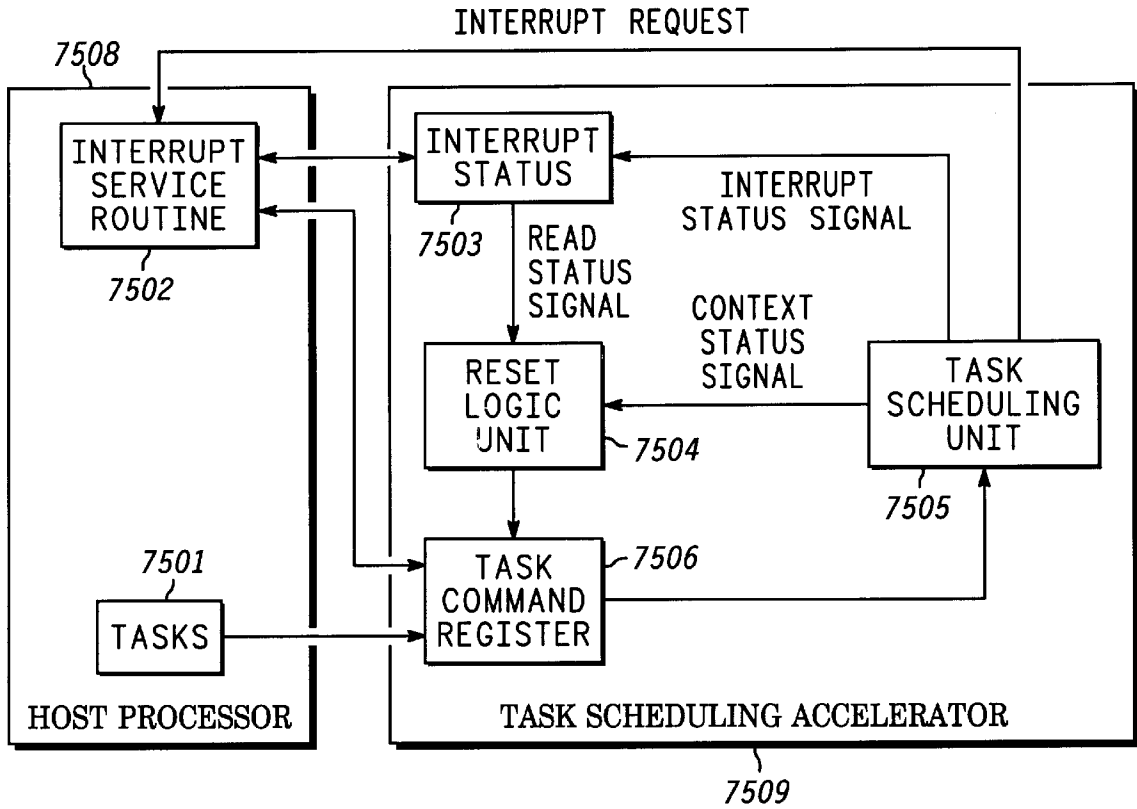 INTERRUPT REQUEST
7508
INTERRUPT
SERVICE
ROUTINE
7502
INTERRUPT
STATUS
7503
INTERRUPT
STATUS SIGNAL
READ
STATUS
SIGNAL
CONTEXT
STATUS
SIGNAL
RESET
LOGIC
UNIT
7504
TASK
SCHEDULING
UNIT
7505
7501
TASKS
TASK
COMMAND
REGISTER
7506
HOST PROCESSOR
TASK SCHEDULING ACCELERATOR
7509